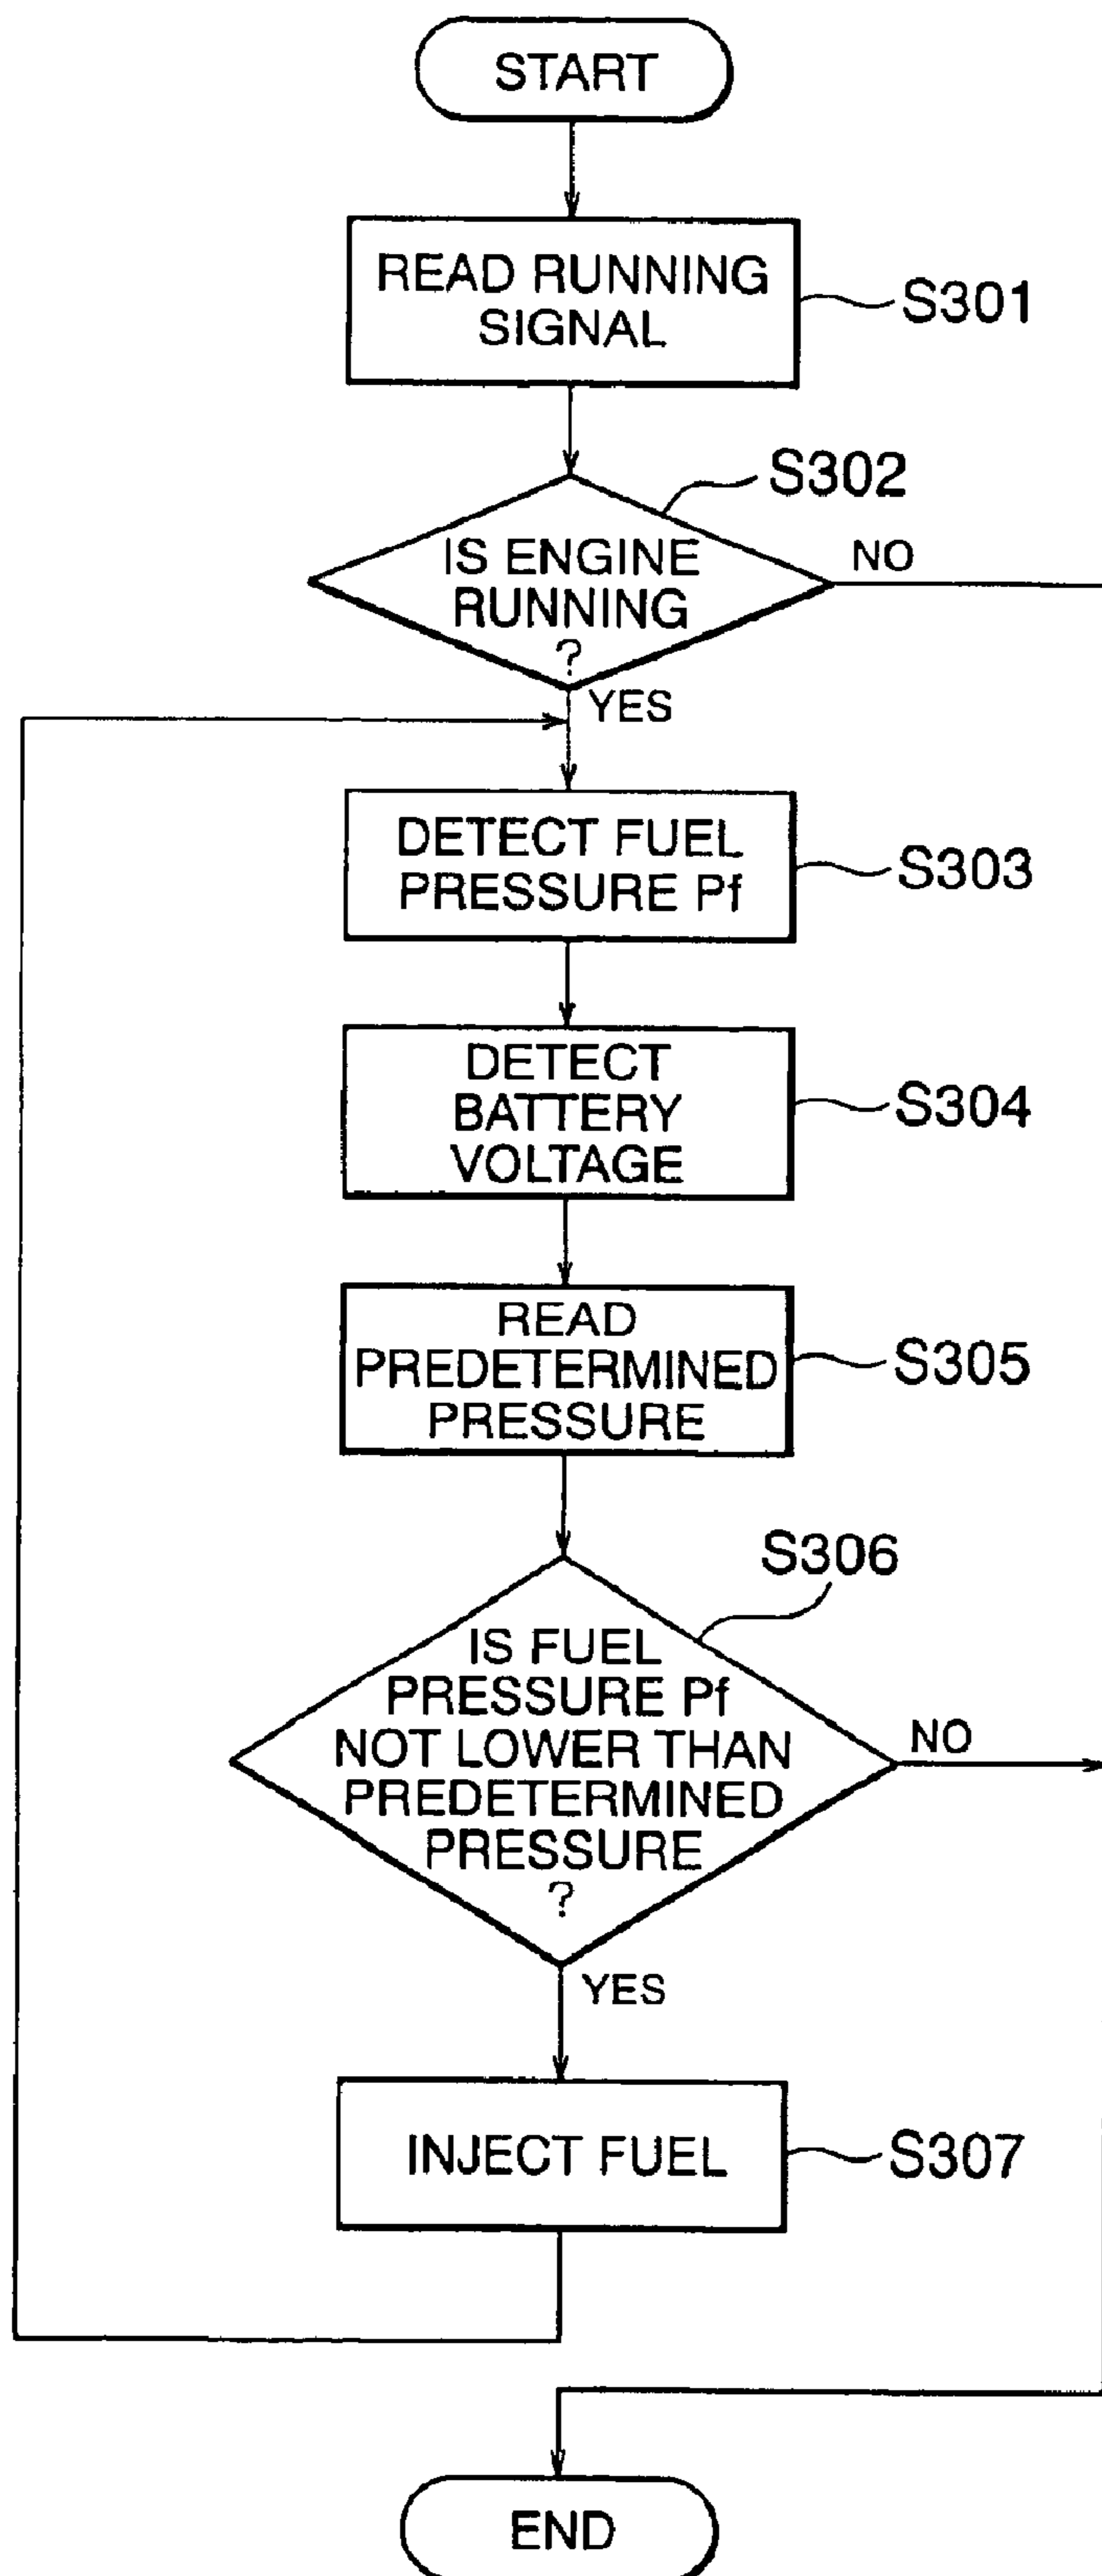 START
READ RUNNING
SIGNAL
S301
S302
IS ENGINE
RUNNING
?
NO
YES
DETECT FUEL
PRESSURE Pf
S303
DETECT
BATTERY
VOLTAGE
S304
READ
PREDETERMINED
PRESSURE
S305
S306
IS FUEL
PRESSURE Pf
NOT LOWER THAN
PREDETERMINED
PRESSURE
?
NO
YES
INJECT FUEL
S307
END